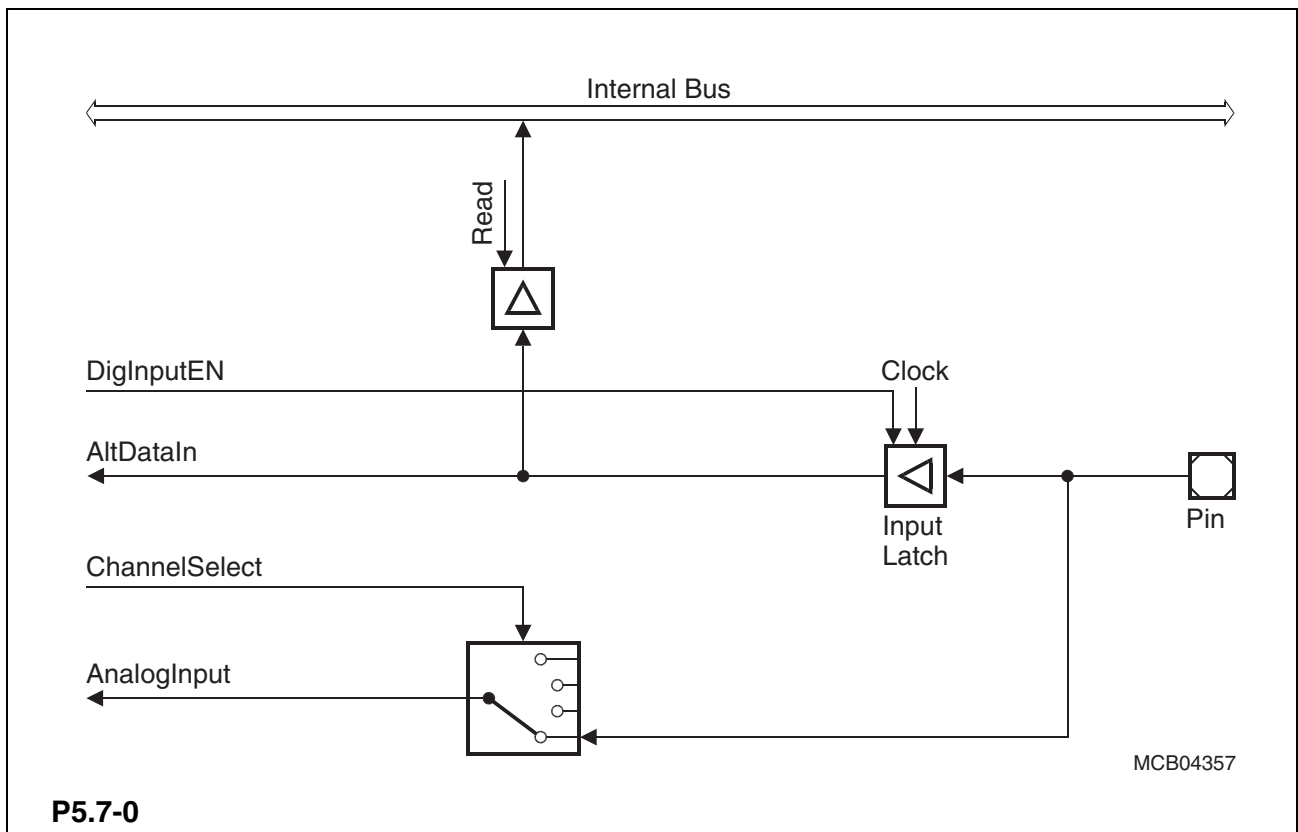 Internal Bus
Read
DigInputEN
Clock
AltDataIn
Input
Latch
Pin
ChannelSelect
AnalogInput
MCB04357
P5.7-0